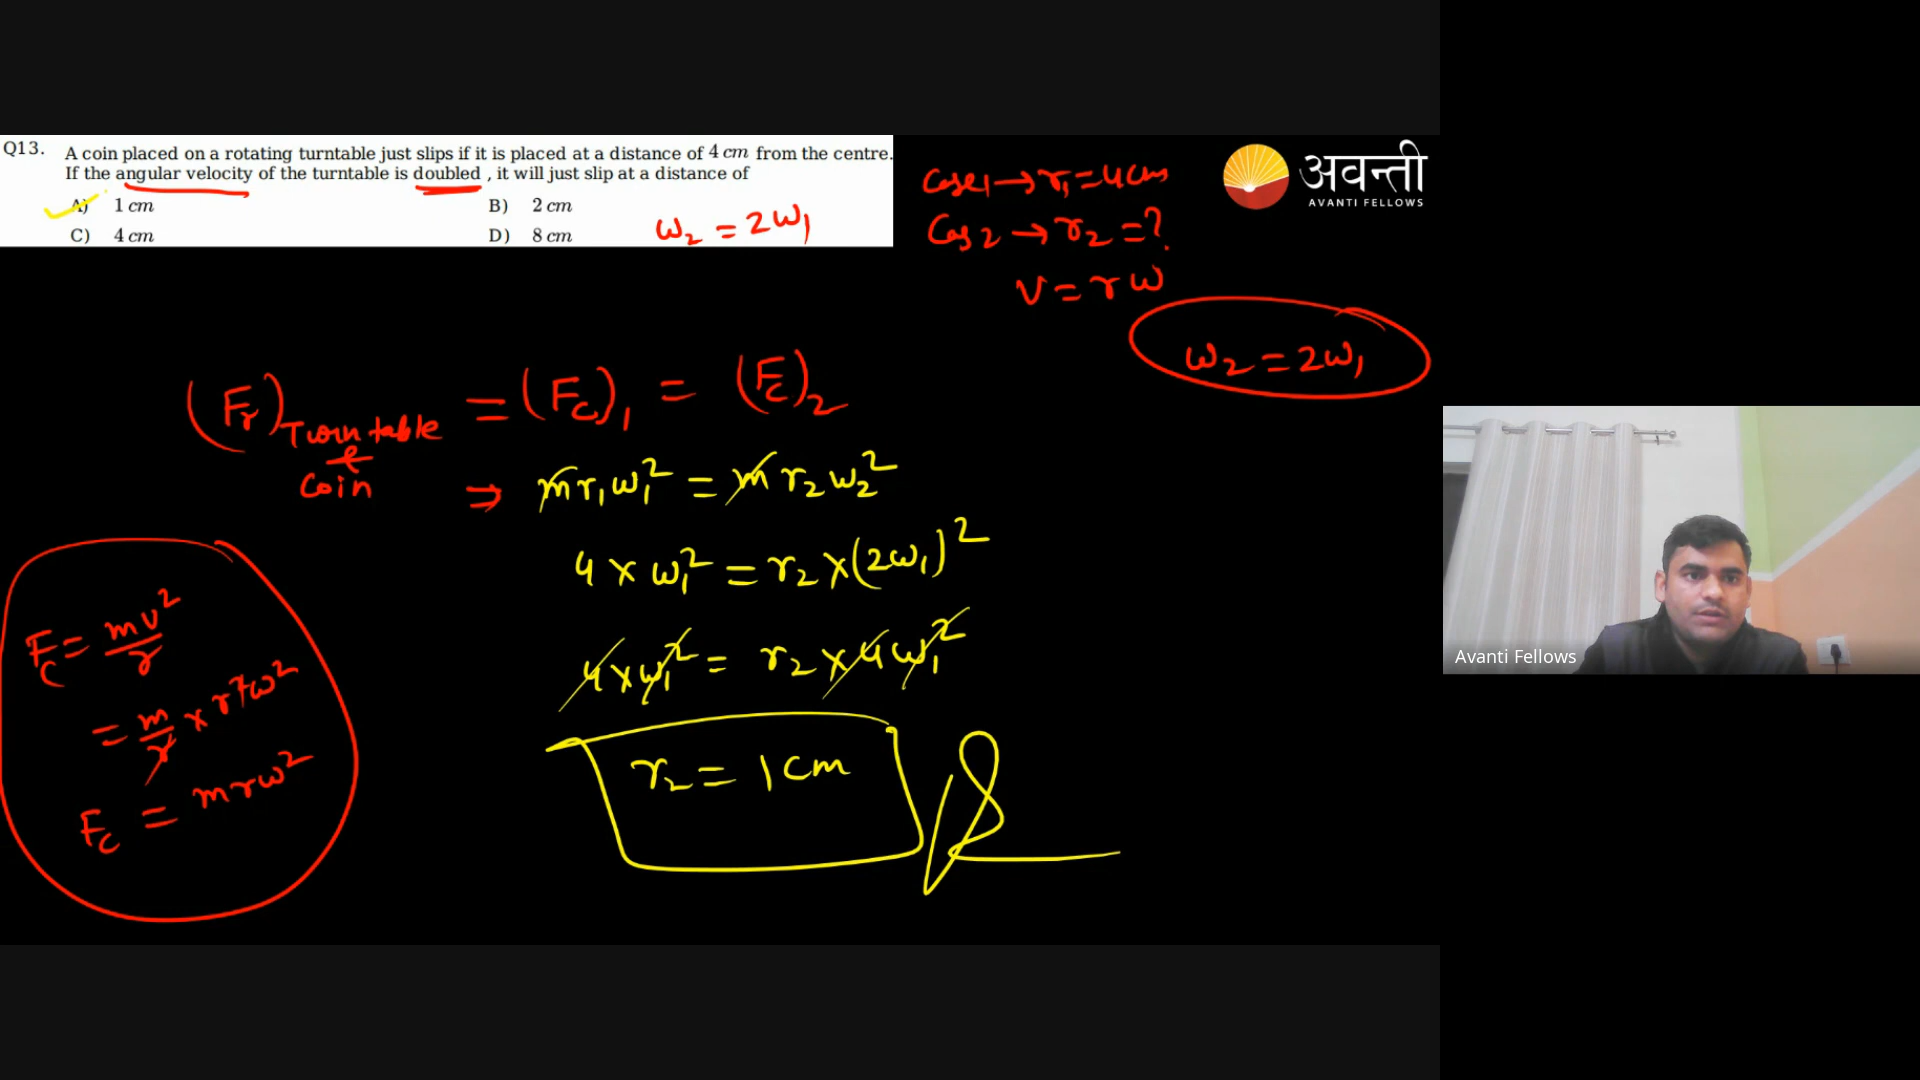 Q13. A coin placed on a rotating turntable just slips if it is placed at a distance of 4 cm from the centre.
If the angular velocity of the turntable is doubled , it will just slip at a distance of
A) 1 cm B) 2 cm
C) 4 cm D) 8 cm
ω₂ = 2ω₁
Case₁ → r₁ = 4cm
Cas 2 → r₂ = ?
V = rω
ω₂ = 2ω₁
अवन्ती
AVANTI FELLOWS
(Fr) Turntable & Coin = (Fc)₁ = (Fc)₂
⇒ mr₁ω₁² = mr₂ω₂²
4 × ω₁² = r₂ × (2ω₁)²
4 × ω₁² = r₂ × 4ω₁²
r₂ = 1 cm
Fc = mv²/r
= m/r × r²ω²
Fc = mrω²
Avanti Fellows